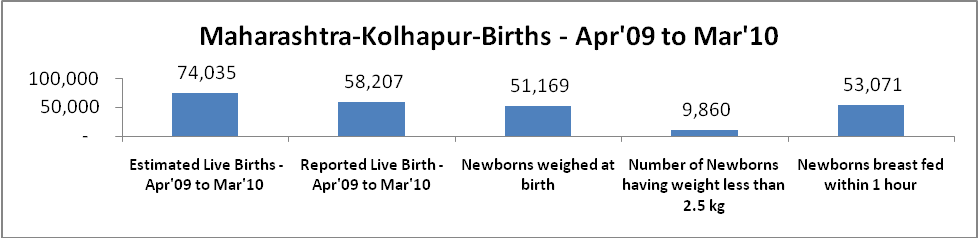 Maharashtra-Kolhapur-Births - Apr'09 to Mar'10
100,000
50,000
-
74,035
58,207
51,169
9,860
53,071
Estimated Live Births -
Apr'09 to Mar'10
Reported Live Birth -
Apr'09 to Mar'10
Newborns weighed at
birth
Number of Newborns
having weight less than
2.5 kg
Newborns breast fed
within 1 hour